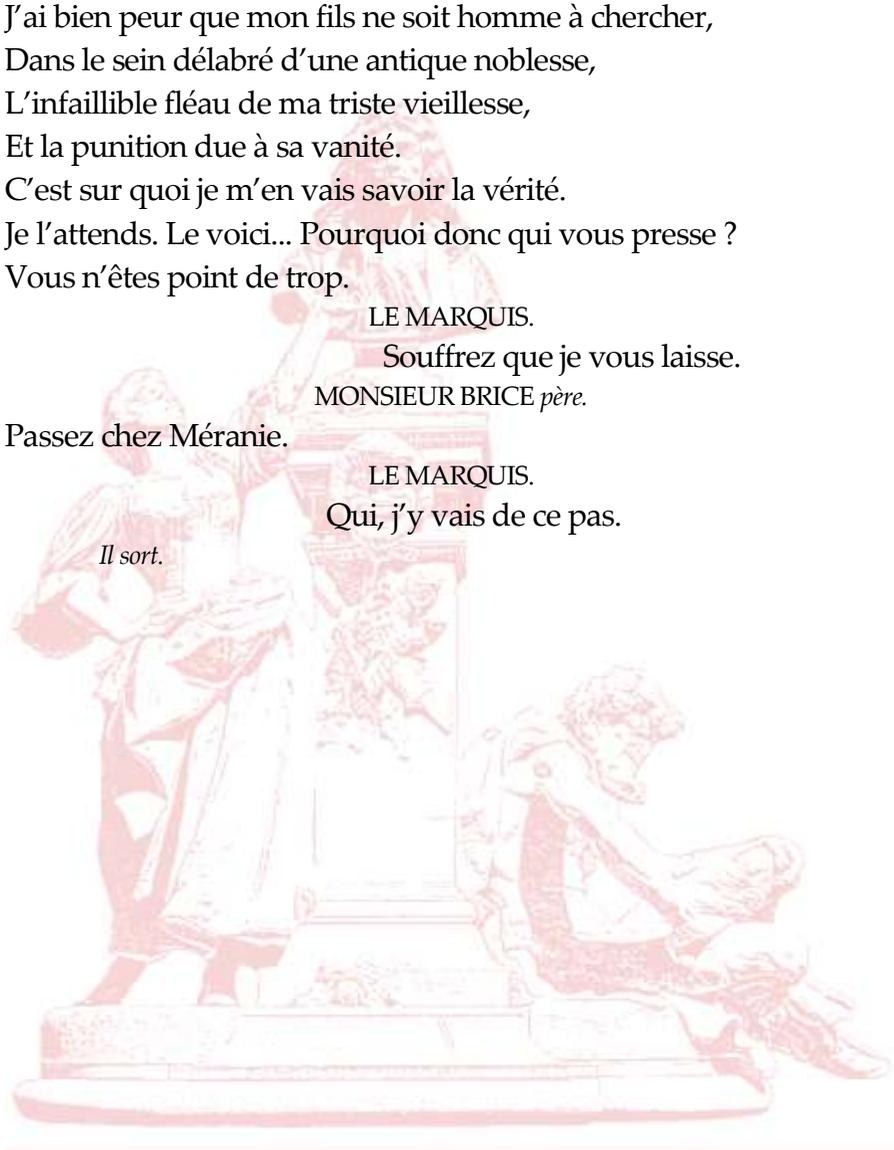 J’ai bien peur que mon fils ne soit homme à chercher,
Dans le sein délabré d’une antique noblesse,
L’infaillible fléau de ma triste vieillesse,
Et la punition due à sa vanité.
C’est sur quoi je m’en vais savoir la vérité.
Je l’attends. Le voici... Pourquoi donc qui vous presse ?
Vous n’êtes point de trop.
LE MARQUIS.
Souffrez que je vous laisse.
MONSIEUR BRICE père.
Passez chez Méranie.
LE MARQUIS.
Qui, j’y vais de ce pas.
Il sort.